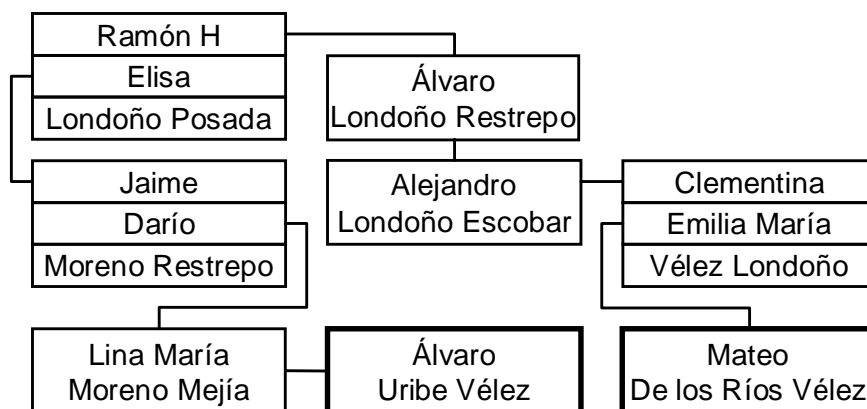 Ramón H
Elisa
Londoño Posada
Álvaro
Londoño Restrepo
Jaime
Darío
Moreno Restrepo
Alejandro
Londoño Escobar
Clementina
Emilia María
Vélez Londoño
Lina María
Moreno Mejía
Álvaro
Uribe Vélez
Mateo
De los Ríos Vélez